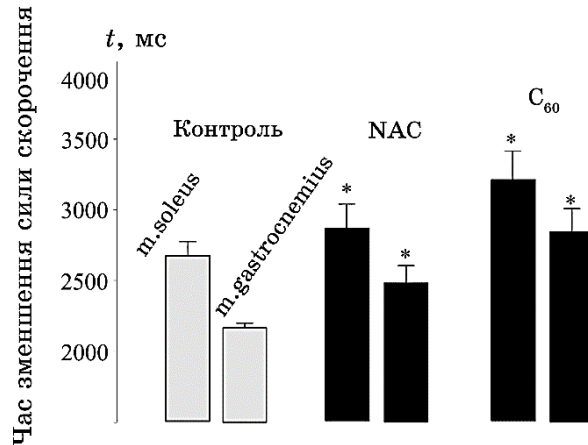 Час зменшення сили скорочення
t, мс
4000
3500
3000
2500
2000
Контроль
m.soleus
m.gastrocnemius
*
NAC
*
*
C₆₀
*
*